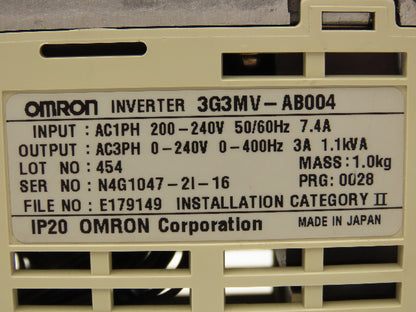 OMRON INVERTER 3G3MV-AB004
INPUT : AC1PH 200-240V 50/60Hz 7.4A
OUTPUT : AC3PH 0-240V 0-400Hz 3A 1.1kVA
LOT NO : 454 MASS: 1.0kg
SER NO : N4G1047-21-16 PRG: 0028
FILE NO : E179149 INSTALLATION CATEGORY II
IP20 OMRON Corporation MADE IN JAPAN